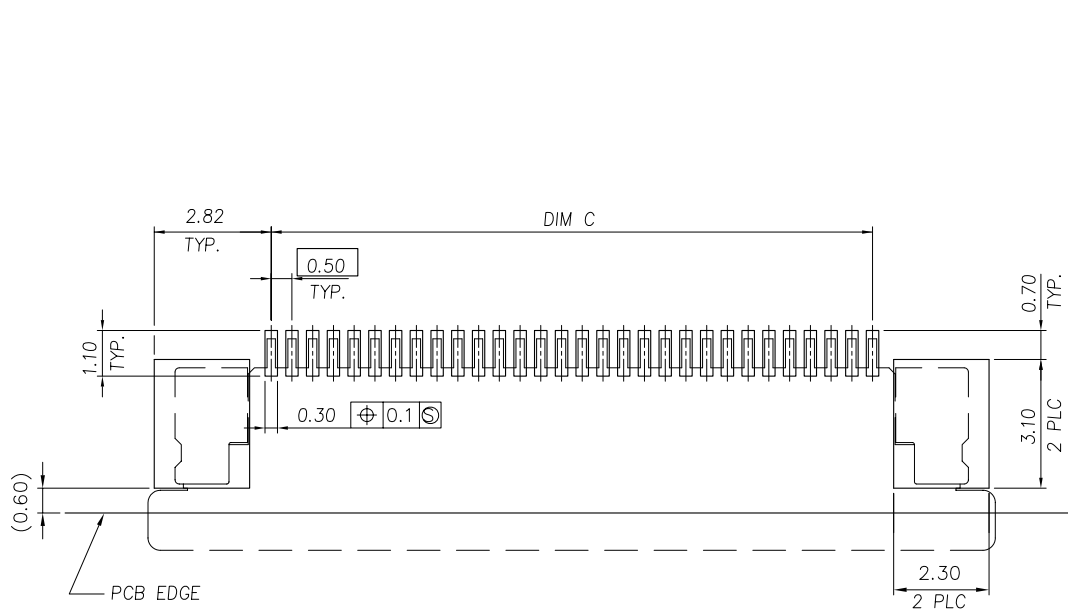 2.82
TYP.
DIM C
0.50
TYP.
0.70
TYP.
1.10
TYP.
0.30 ⌖ 0.1 Ⓢ
3.10
2 PLC
(0.60)
PCB EDGE
2.30
2 PLC